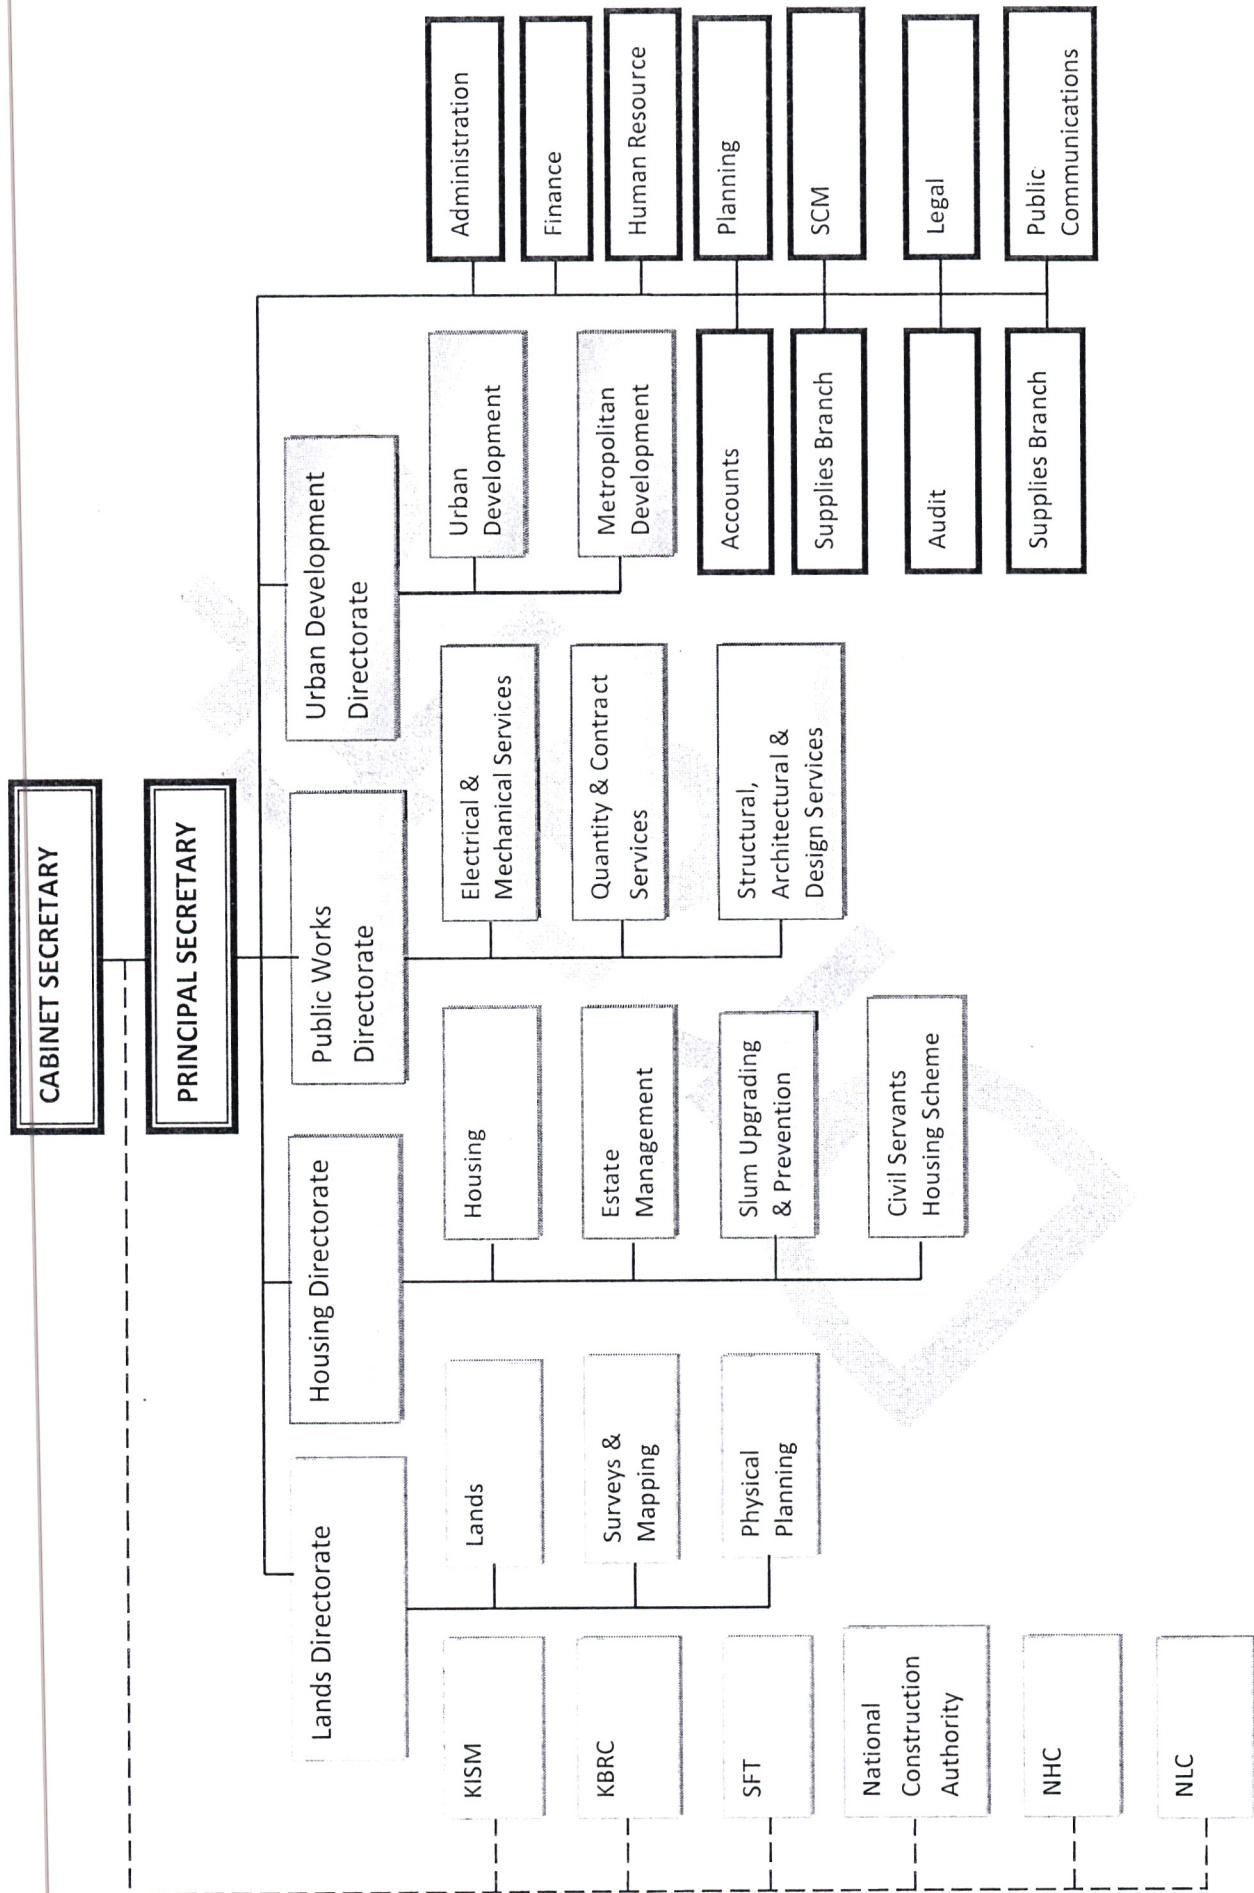 CABINET SECRETARY
PRINCIPAL SECRETARY
Lands Directorate
Housing Directorate
Public Works
Directorate
Urban Development
Directorate
KISM
KBRC
SFT
National
Construction
Authority
NHC
NLC
Lands
Surveys &
Mapping
Physical
Planning
Housing
Estate
Management
Slum Upgrading
& Prevention
Civil Servants
Housing Scheme
Electrical &
Mechanical Services
Quantity & Contract
Services
Structural,
Architectural &
Design Services
Urban
Development
Metropolitan
Development
Accounts
Supplies Branch
Audit
Supplies Branch
Administration
Finance
Human Resource
Planning
SCM
Legal
Public
Communications